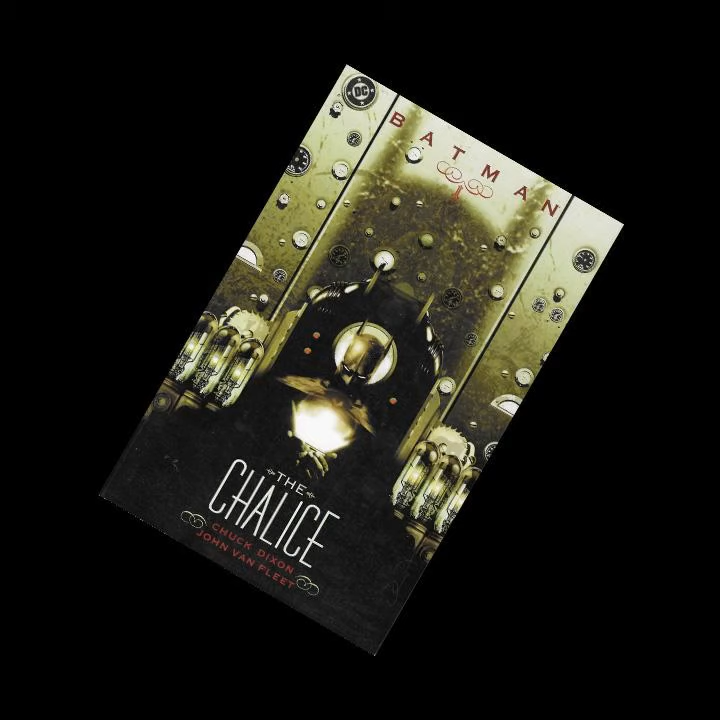 DC
BATMAN
THE
CHALICE
CHUCK DIXON
JOHN VAN FLEET